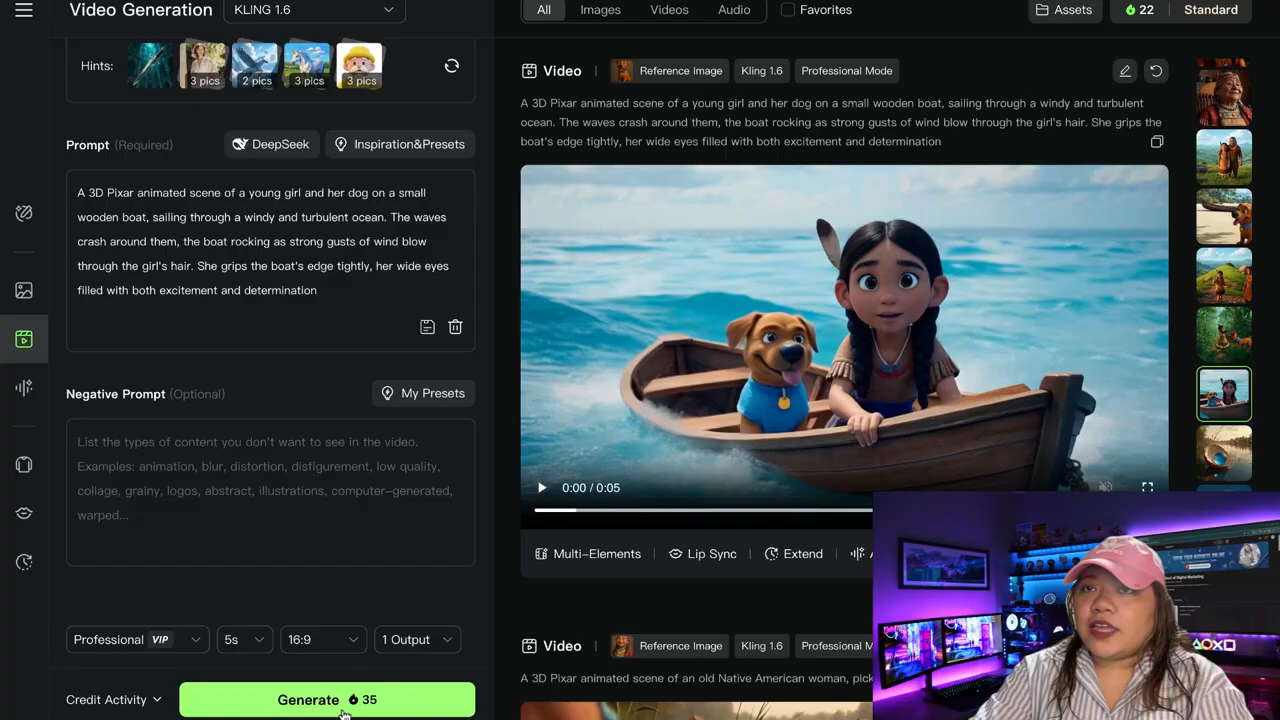 Video Generation
KLING 1.6
Hints:
3 pics
2 pics
3 pics
3 pics
Prompt (Required)
DeepSeek
Inspiration&Presets
A 3D Pixar animated scene of a young girl and her dog on a small
wooden boat, sailing through a windy and turbulent ocean. The waves
crash around them, the boat rocking as strong gusts of wind blow
through the girl's hair. She grips the boat's edge tightly, her wide eyes
filled with both excitement and determination
Negative Prompt (Optional)
My Presets
List the types of content you don't want to see in the video.
Examples: animation, blur, distortion, disfigurement, low quality,
collage, grainy, logos, abstract, illustrations, computer-generated,
warped...
Professional VIP
5s
16:9
1 Output
Credit Activity
Generate 35
All
Images
Videos
Audio
Favorites
Assets
22
Standard
Video
Reference Image
Kling 1.6
Professional Mode
A 3D Pixar animated scene of a young girl and her dog on a small wooden boat, sailing through a windy and turbulent
ocean. The waves crash around them, the boat rocking as strong gusts of wind blow through the girl's hair. She grips the
boat's edge tightly, her wide eyes filled with both excitement and determination
0:00 / 0:05
Multi-Elements
Lip Sync
Extend
Video
Reference Image
Kling 1.6
A 3D Pixar animated scene of an old Native American woman,